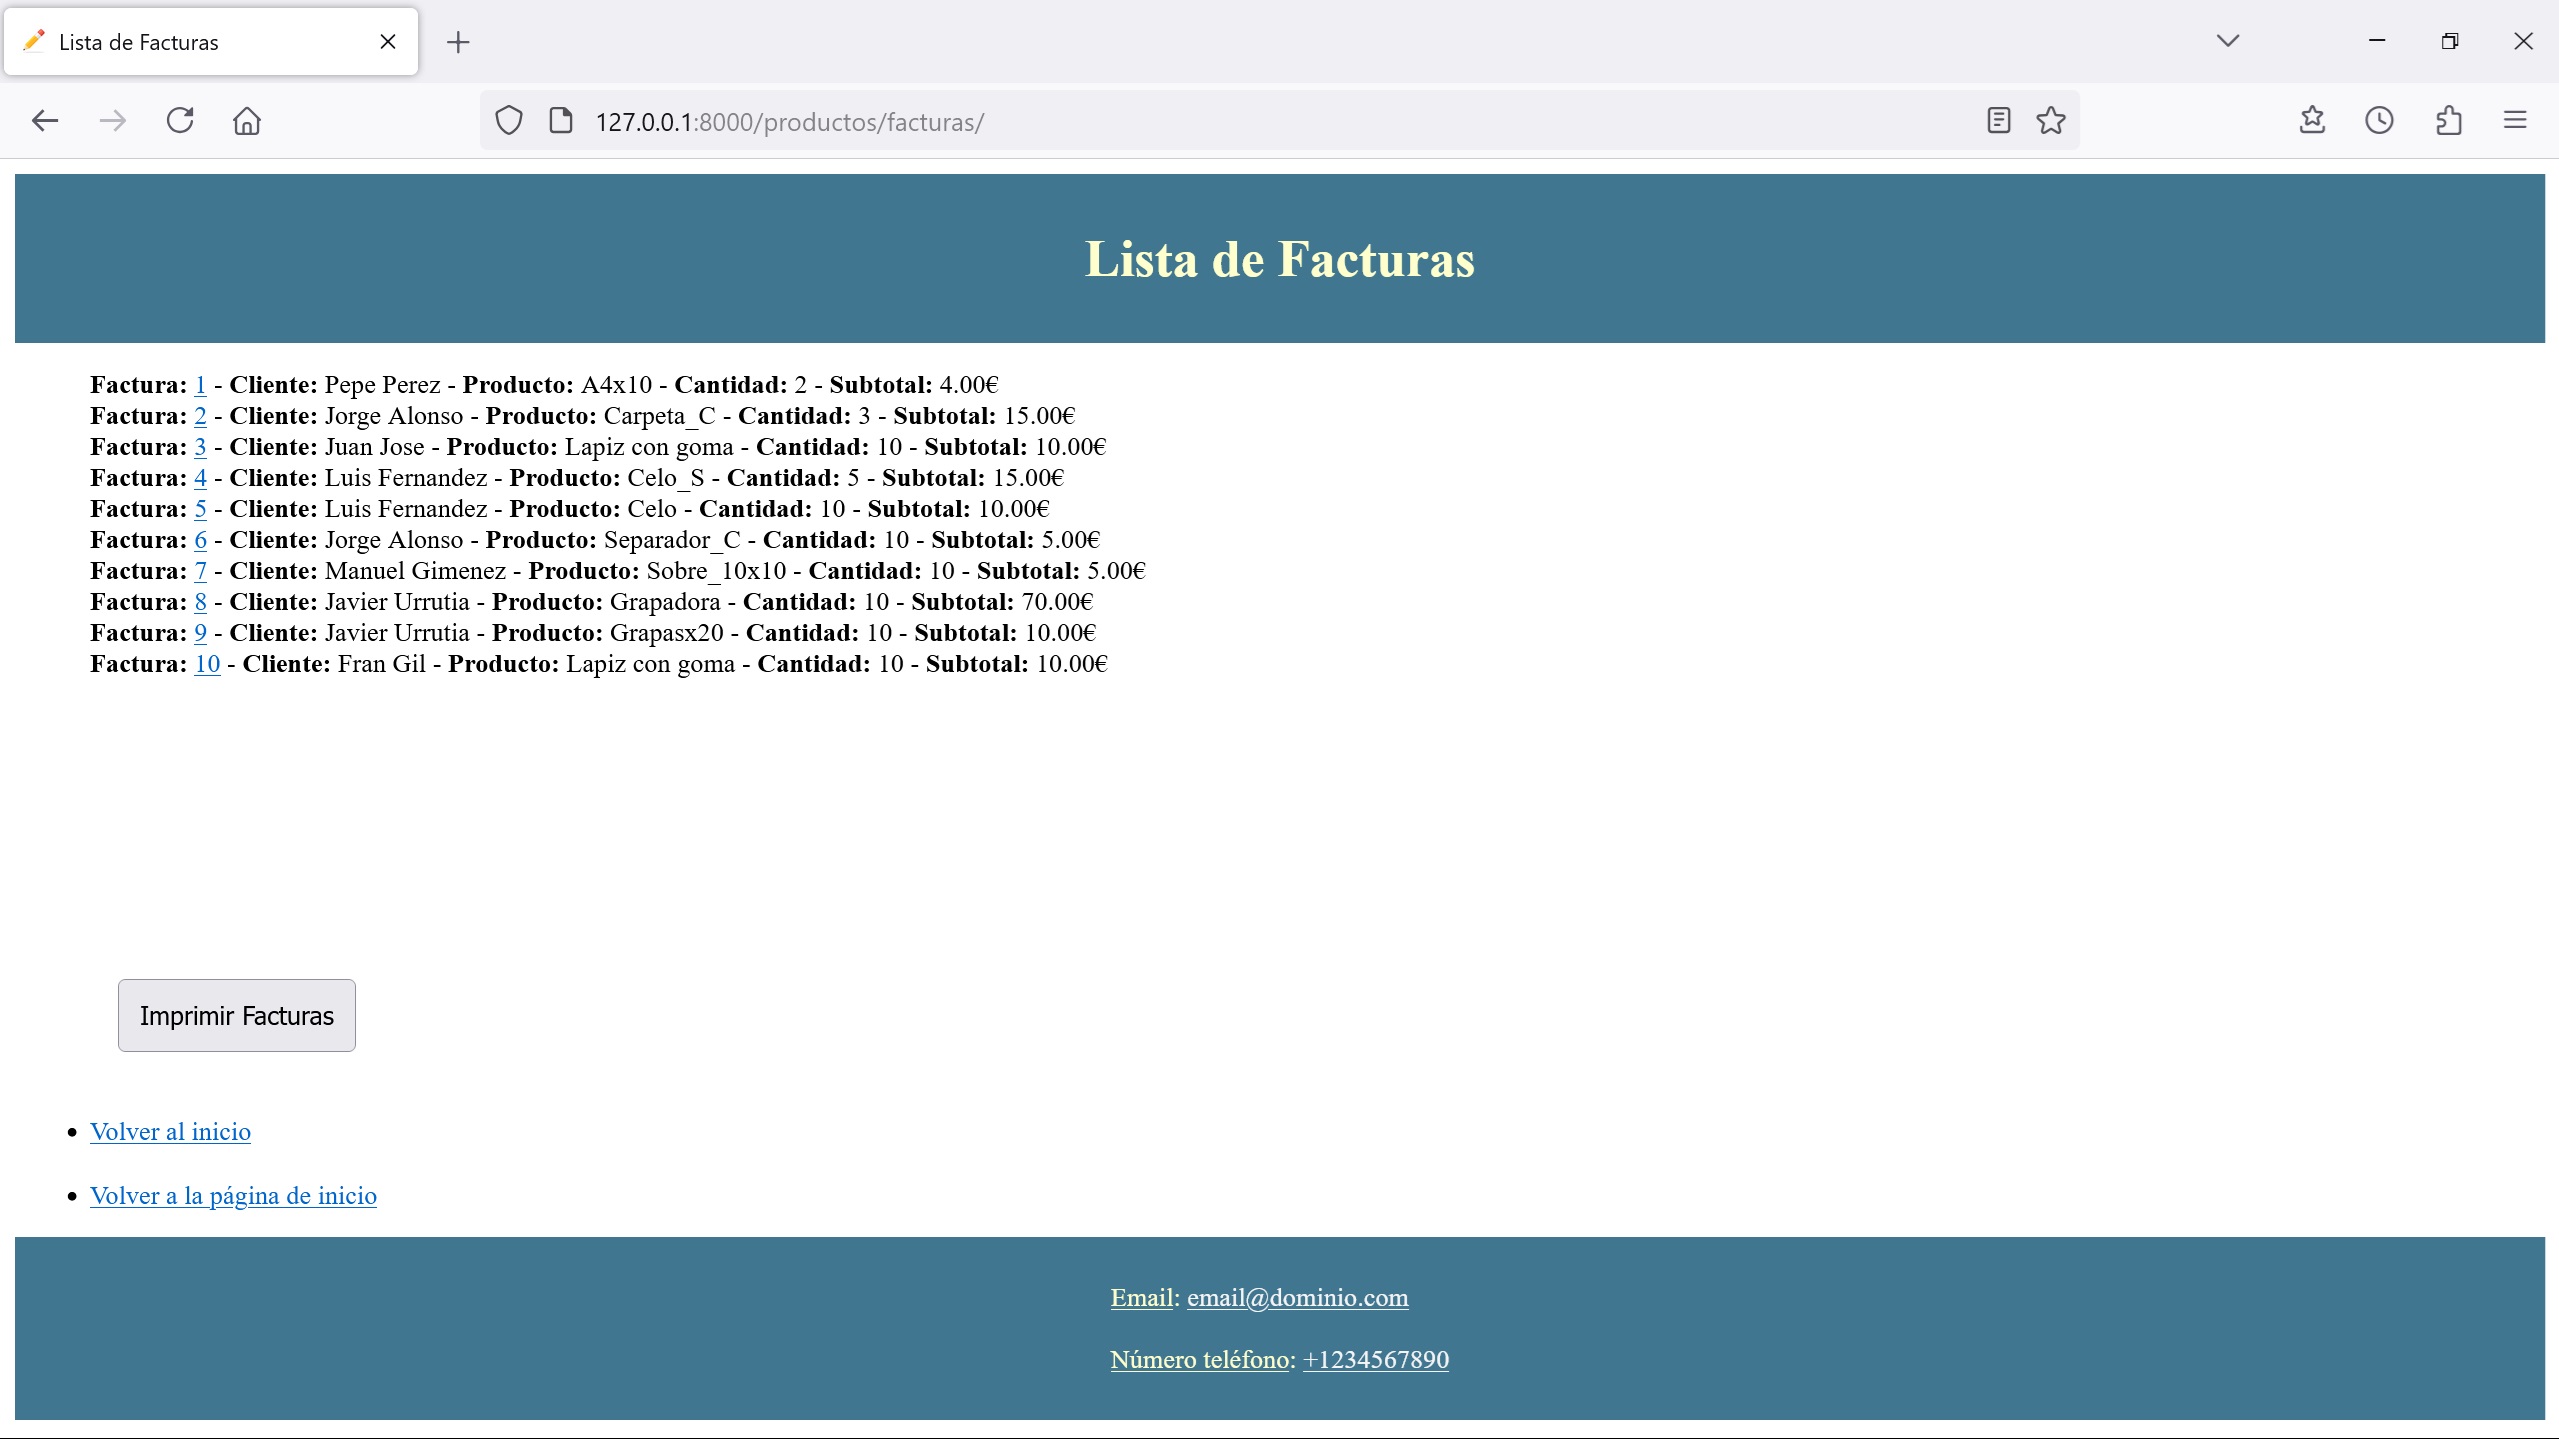 Lista de Facturas
127.0.0.1:8000/productos/facturas/
Lista de Facturas
Factura: 1 - Cliente: Pepe Perez - Producto: A4x10 - Cantidad: 2 - Subtotal: 4.00€
Factura: 2 - Cliente: Jorge Alonso - Producto: Carpeta_C - Cantidad: 3 - Subtotal: 15.00€
Factura: 3 - Cliente: Juan Jose - Producto: Lapiz con goma - Cantidad: 10 - Subtotal: 10.00€
Factura: 4 - Cliente: Luis Fernandez - Producto: Celo_S - Cantidad: 5 - Subtotal: 15.00€
Factura: 5 - Cliente: Luis Fernandez - Producto: Celo - Cantidad: 10 - Subtotal: 10.00€
Factura: 6 - Cliente: Jorge Alonso - Producto: Separador_C - Cantidad: 10 - Subtotal: 5.00€
Factura: 7 - Cliente: Manuel Gimenez - Producto: Sobre_10x10 - Cantidad: 10 - Subtotal: 5.00€
Factura: 8 - Cliente: Javier Urrutia - Producto: Grapadora - Cantidad: 10 - Subtotal: 70.00€
Factura: 9 - Cliente: Javier Urrutia - Producto: Grapasx20 - Cantidad: 10 - Subtotal: 10.00€
Factura: 10 - Cliente: Fran Gil - Producto: Lapiz con goma - Cantidad: 10 - Subtotal: 10.00€
Imprimir Facturas
Volver al inicio
Volver a la página de inicio
Email: email@dominio.com
Número teléfono: +1234567890